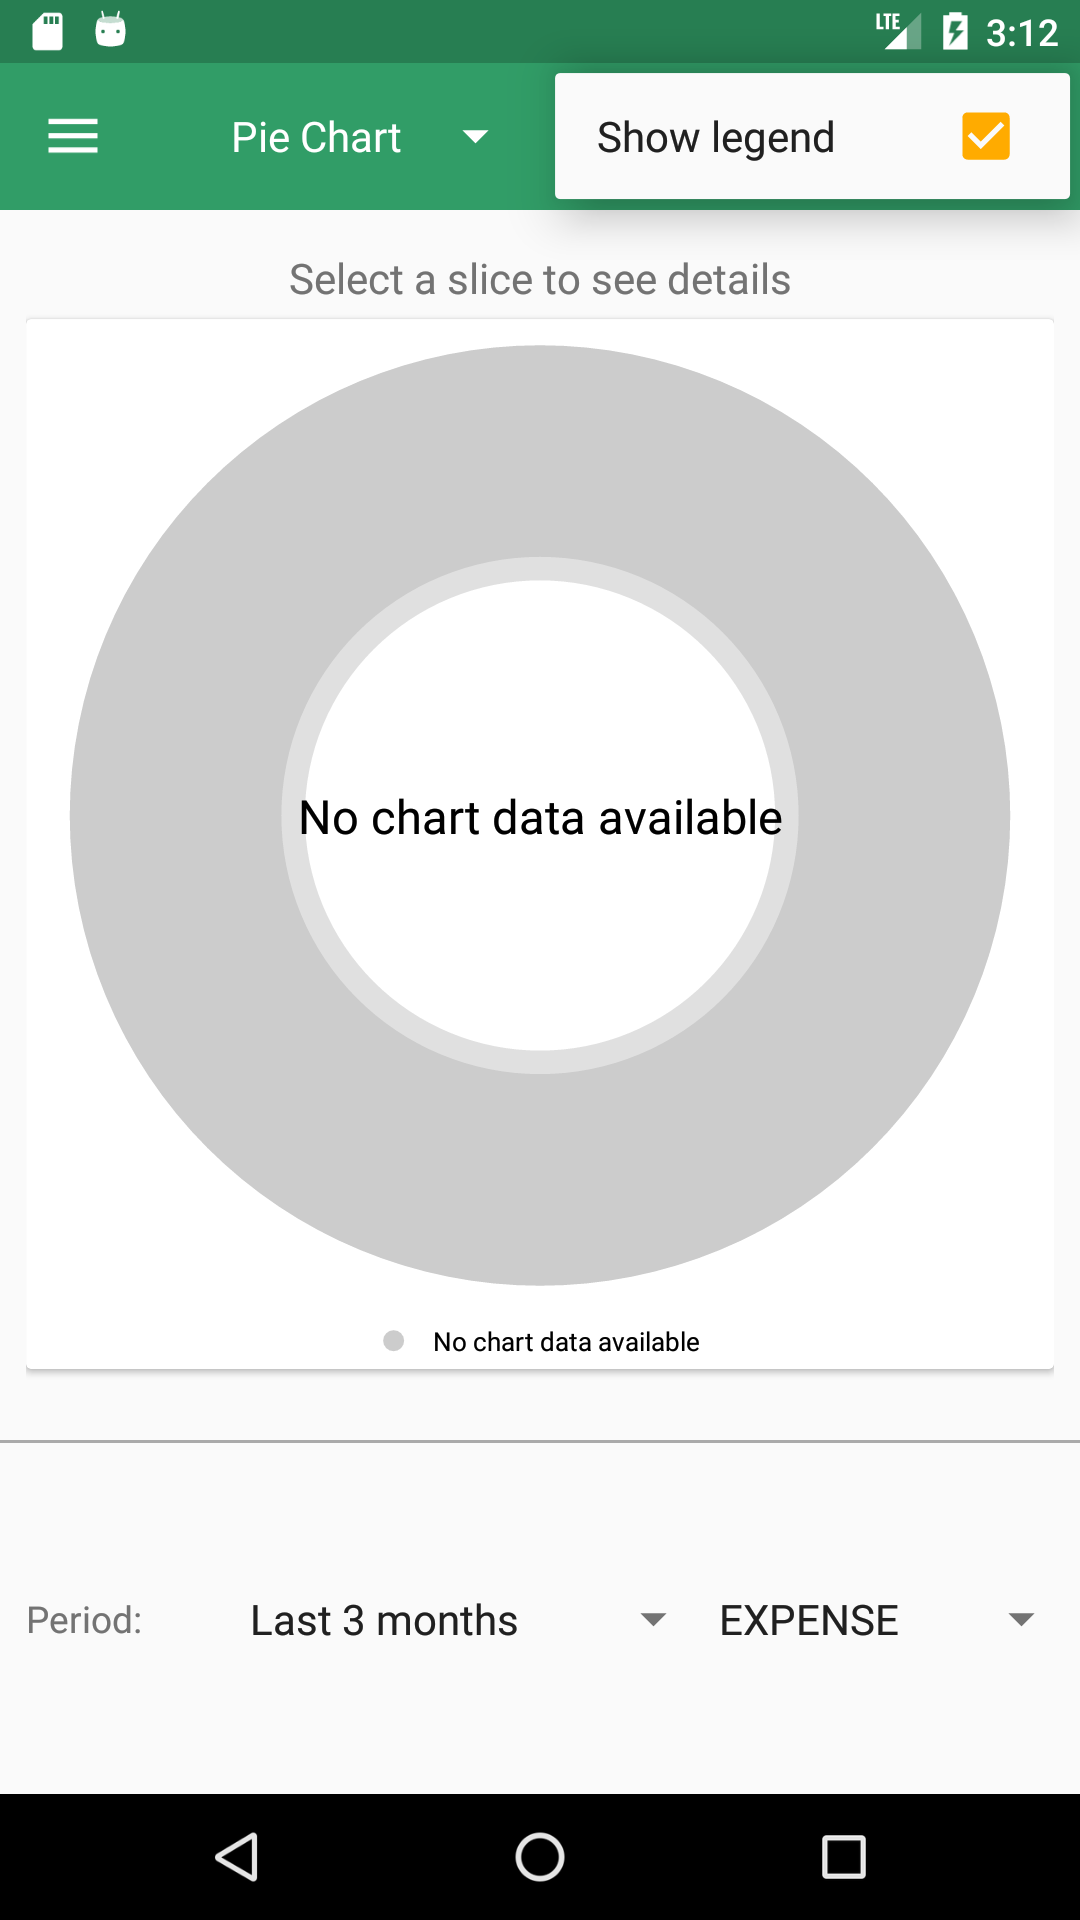 LTE 3:12
Pie Chart
Show legend
Select a slice to see details
No chart data available
No chart data available
Period: Last 3 months EXPENSE